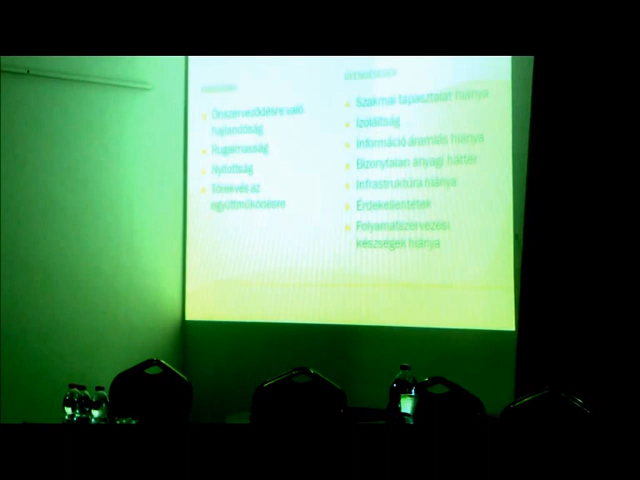 Önszerveződésre való
hajlandóság
Rugalmasság
Nyitottság
Törekvés az
együttműködésre
GYENGESÉGEK
Szakmai tapasztalat hiánya
Izoláltság
Információ áramlás hiánya
Bizonytalan anyagi háttér
Infrastruktúra hiánya
Érdekellentétek
Folyamatszervezési
készségek hiánya